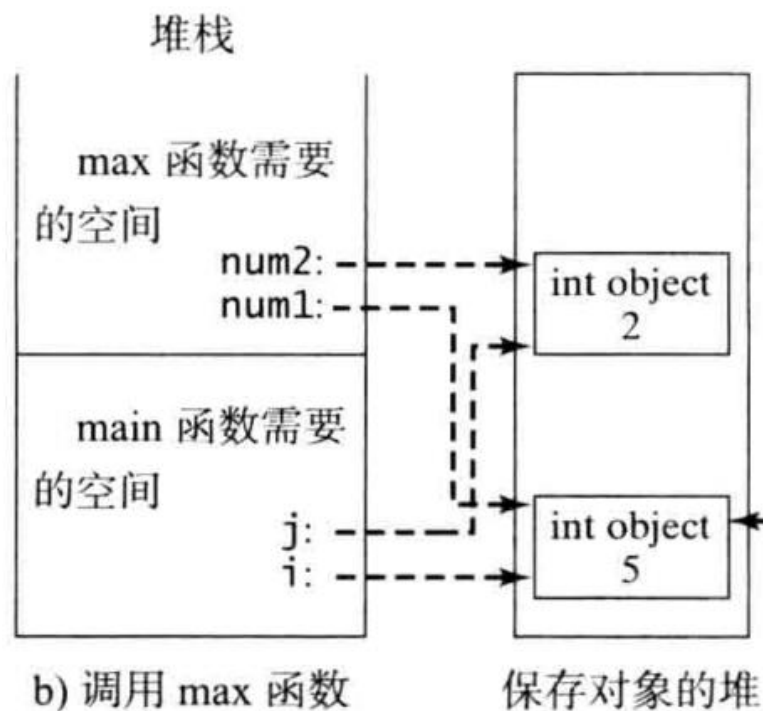 堆栈
max 函数需要
的空间
num2:
num1:
int object
2
main 函数需要
的空间
j:
i:
int object
5
b) 调用 max 函数
保存对象的堆